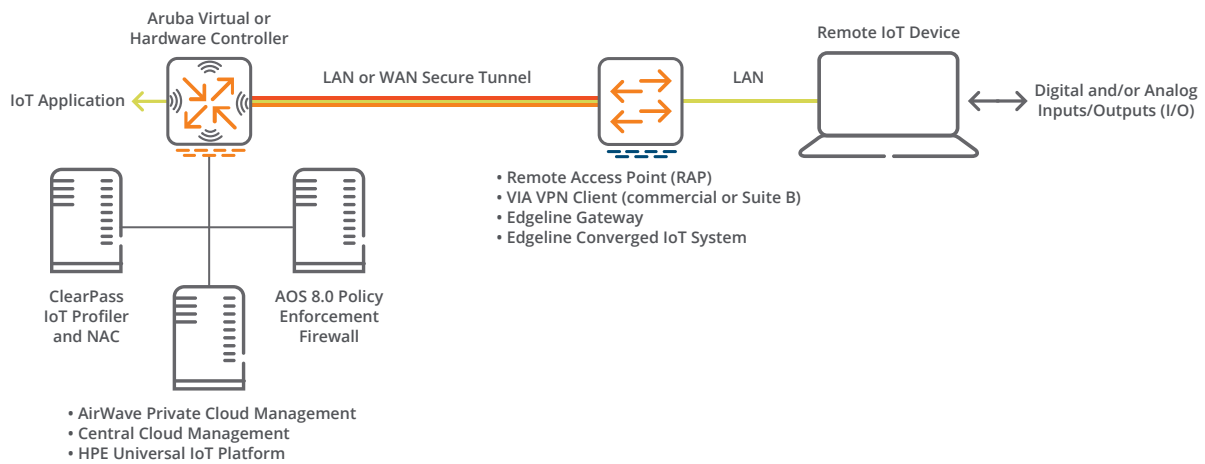 Aruba Virtual or
Hardware Controller
LAN or WAN Secure Tunnel
LAN
Remote IoT Device
IoT Application
Digital and/or Analog
Inputs/Outputs (I/O)
• Remote Access Point (RAP)
• VIA VPN Client (commercial or Suite B)
• Edgeline Gateway
• Edgeline Converged IoT System
ClearPass
IoT Profiler
and NAC
AOS 8.0 Policy
Enforcement
Firewall
• AirWave Private Cloud Management
• Central Cloud Management
• HPE Universal IoT Platform